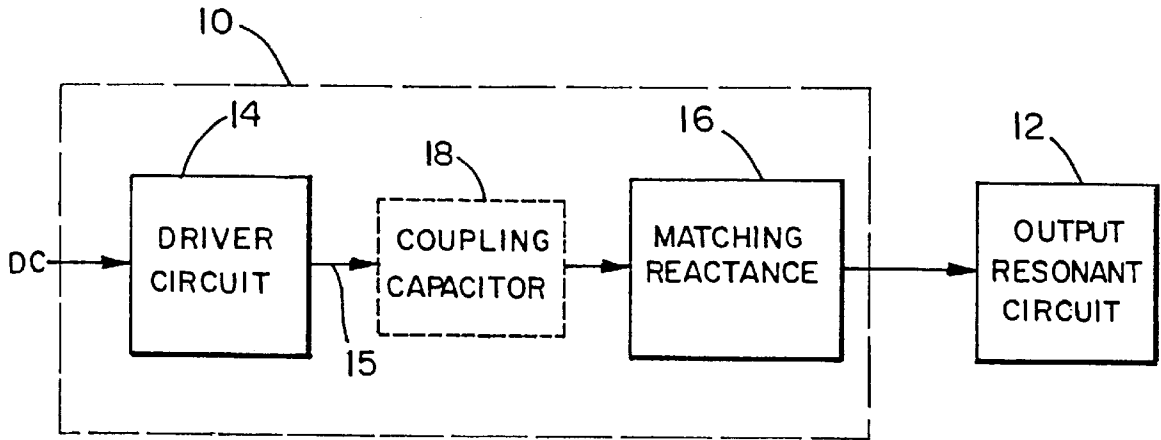 10
14
18
16
12
DC
DRIVER
CIRCUIT
15
COUPLING
CAPACITOR
MATCHING
REACTANCE
OUTPUT
RESONANT
CIRCUIT